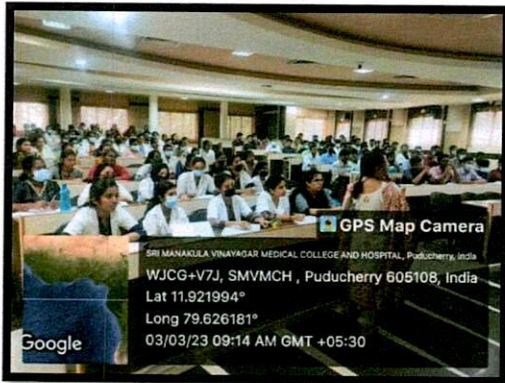 GPS Map Camera
SRI MANAKULA VINAYAGAR MEDICAL COLLEGE AND HOSPITAL, Puducherry, India
WJCG+V7J, SMVMCH , Puducherry 605108, India
Lat 11.921994°
Long 79.626181°
03/03/23 09:14 AM GMT +05:30
Google